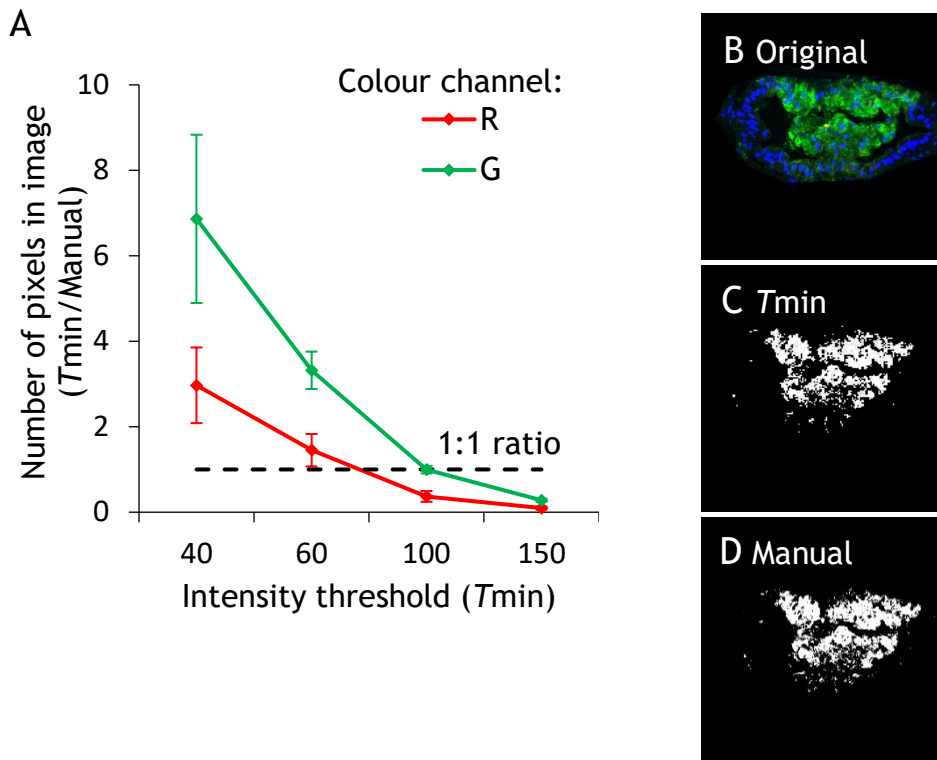 A
Number of pixels in image
(Tmin/Manual)
10
8
6
4
2
0
Colour channel:
R
G
1:1 ratio
40 60 100 150
Intensity threshold (Tmin)
B Original
C Tmin
D Manual